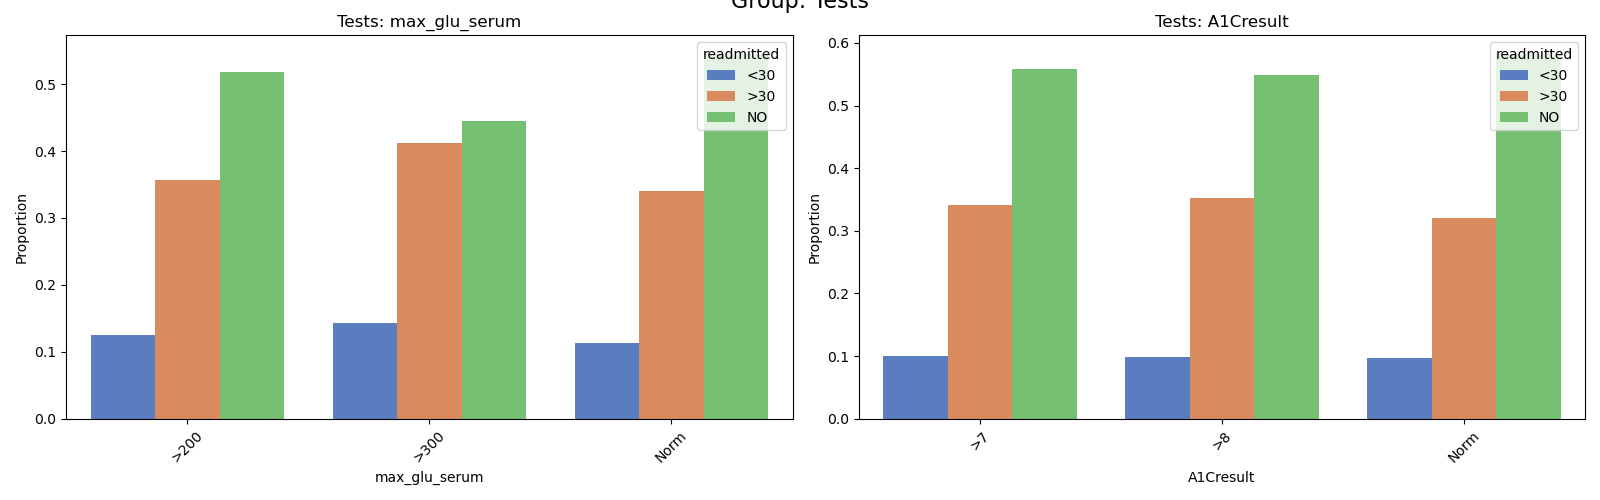 Group: Tests
Tests: max_glu_serum
readmitted
<30
>30
NO
0.5
0.4
0.3
0.2
0.1
0.0
Proportion
>200
>300
Norm
max_glu_serum
Tests: A1Cresult
readmitted
<30
>30
NO
0.6
0.5
0.4
0.3
0.2
0.1
0.0
Proportion
>7
>8
Norm
A1Cresult